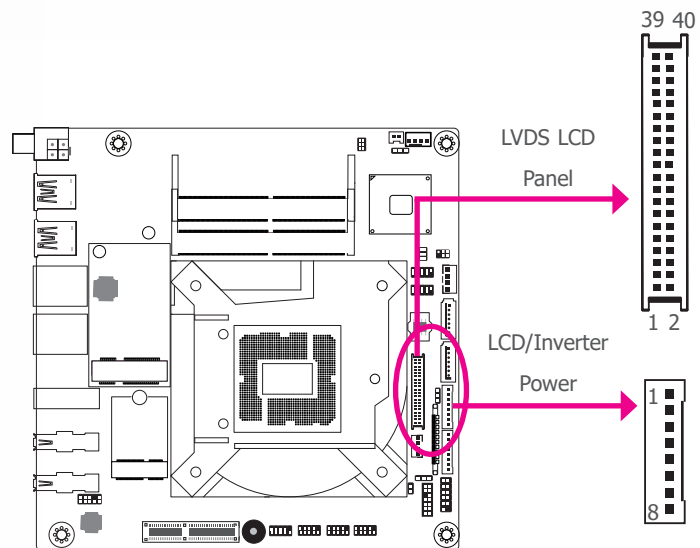 39 40
LVDS LCD
Panel
1 2
LCD/Inverter
Power
1
8